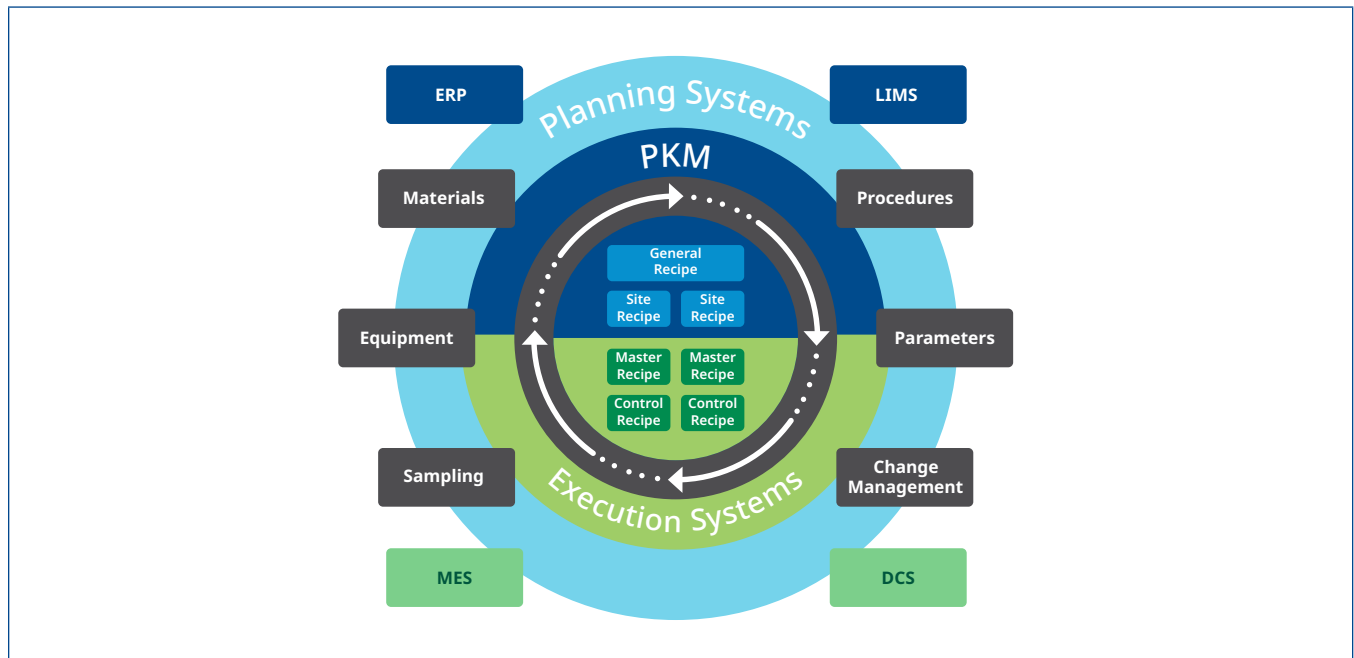 ERP
Planning Systems
LIMS
PKM
Materials
Procedures
General
Recipe
Site
Recipe
Site
Recipe
Equipment
Parameters
Master
Recipe
Master
Recipe
Control
Recipe
Control
Recipe
Sampling
Execution Systems
Change
Management
MES
DCS